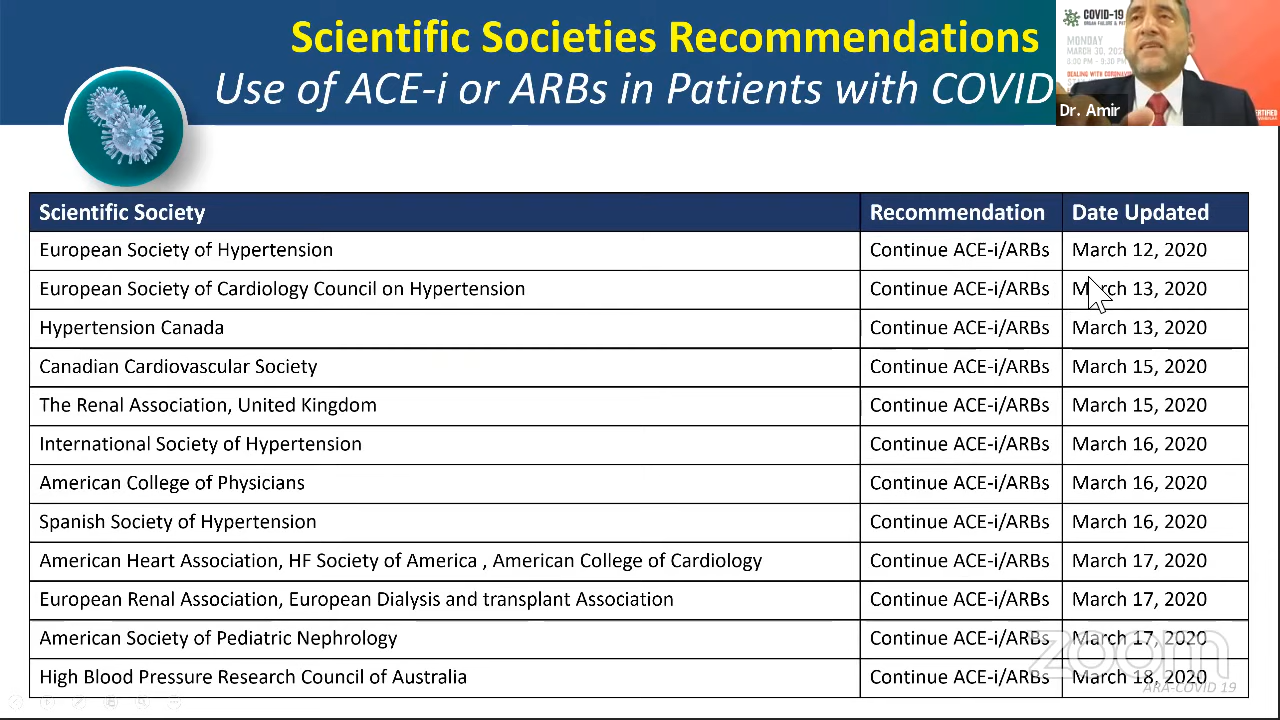 Scientific Societies Recommendations
Use of ACE-i or ARBs in Patients with COVID
COVID-19
MONDAY
MARCH 30, 2020
Dr. Amir
Scientific Society Recommendation Date Updated
European Society of Hypertension Continue ACE-i/ARBs March 12, 2020
European Society of Cardiology Council on Hypertension Continue ACE-i/ARBs March 13, 2020
Hypertension Canada Continue ACE-i/ARBs March 13, 2020
Canadian Cardiovascular Society Continue ACE-i/ARBs March 15, 2020
The Renal Association, United Kingdom Continue ACE-i/ARBs March 15, 2020
International Society of Hypertension Continue ACE-i/ARBs March 16, 2020
American College of Physicians Continue ACE-i/ARBs March 16, 2020
Spanish Society of Hypertension Continue ACE-i/ARBs March 16, 2020
American Heart Association, HF Society of America , American College of Cardiology Continue ACE-i/ARBs March 17, 2020
European Renal Association, European Dialysis and transplant Association Continue ACE-i/ARBs March 17, 2020
American Society of Pediatric Nephrology Continue ACE-i/ARBs March 17, 2020
High Blood Pressure Research Council of Australia Continue ACE-i/ARBs March 18, 2020
zoom
ARA-COVID 19